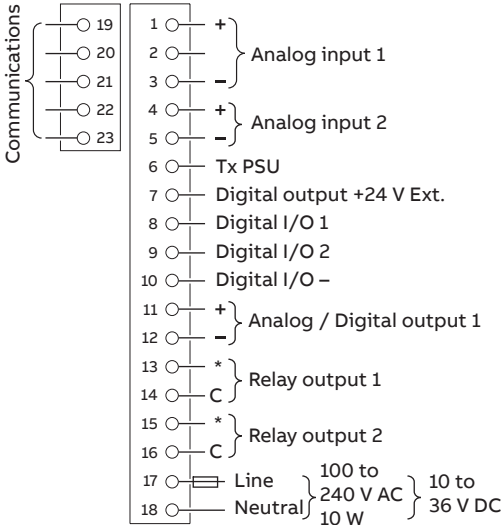 Communications
19
20
21
22
23
1 +
2
3 −
Analog input 1
4 +
5 −
Analog input 2
6 Tx PSU
7 Digital output +24 V Ext.
8 Digital I/O 1
9 Digital I/O 2
10 Digital I/O −
11 +
12 −
Analog / Digital output 1
13 *
14 C
Relay output 1
15 *
16 C
Relay output 2
17 Line
18 Neutral
100 to
240 V AC
10 W
10 to
36 V DC